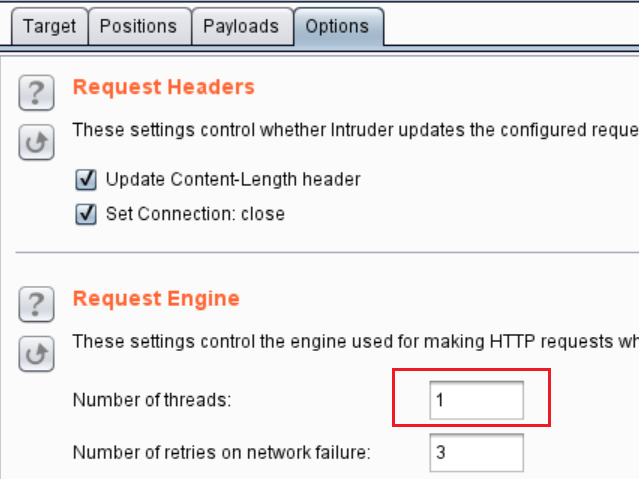 Target Positions Payloads Options
? Request Headers
These settings control whether Intruder updates the configured reque
Update Content-Length header
Set Connection: close
? Request Engine
These settings control the engine used for making HTTP requests wh
Number of threads: 1
Number of retries on network failure: 3